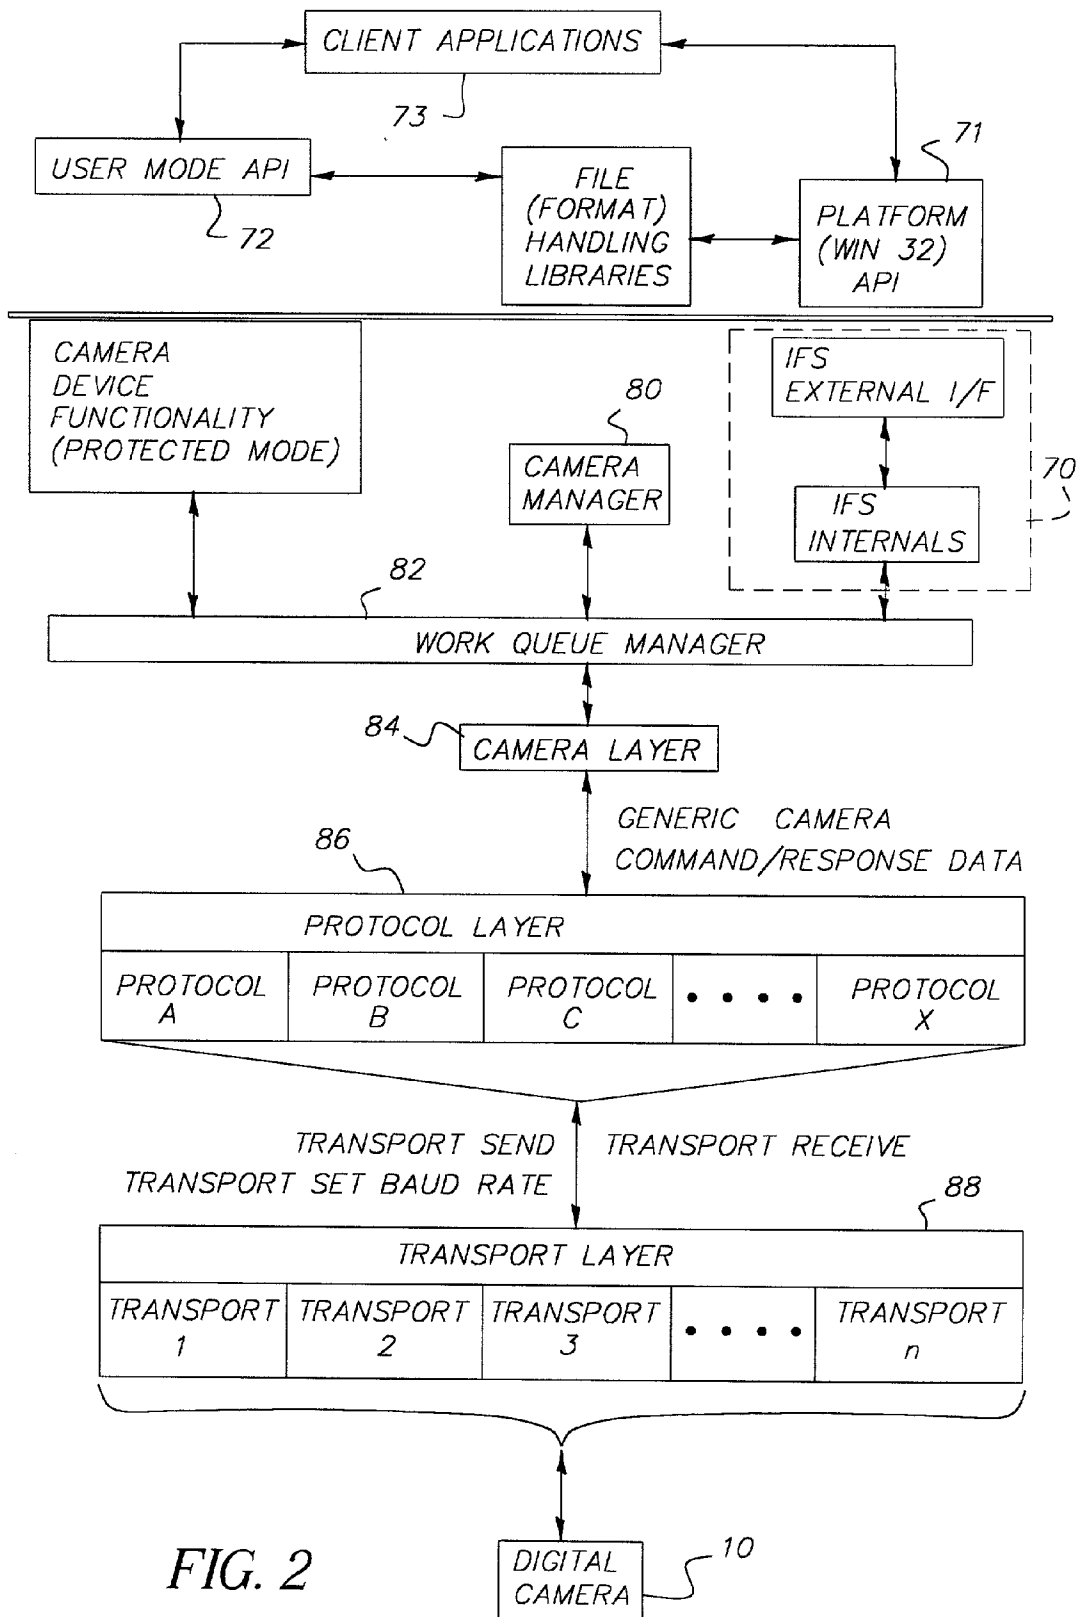 CLIENT APPLICATIONS
73
71
USER MODE API
72
FILE
(FORMAT)
HANDLING
LIBRARIES
PLATFORM
(WIN 32)
API
CAMERA
DEVICE
FUNCTIONALITY
(PROTECTED MODE)
80
CAMERA
MANAGER
IFS
EXTERNAL I/F
70
IFS
INTERNALS
82
WORK QUEUE MANAGER
84
CAMERA LAYER
GENERIC CAMERA
COMMAND/RESPONSE DATA
86
PROTOCOL LAYER
PROTOCOL
A
PROTOCOL
B
PROTOCOL
C
• • • •
PROTOCOL
X
TRANSPORT SEND
TRANSPORT RECEIVE
TRANSPORT SET BAUD RATE
88
TRANSPORT LAYER
TRANSPORT
1
TRANSPORT
2
TRANSPORT
3
• • • •
TRANSPORT
n
10
DIGITAL
CAMERA
FIG. 2